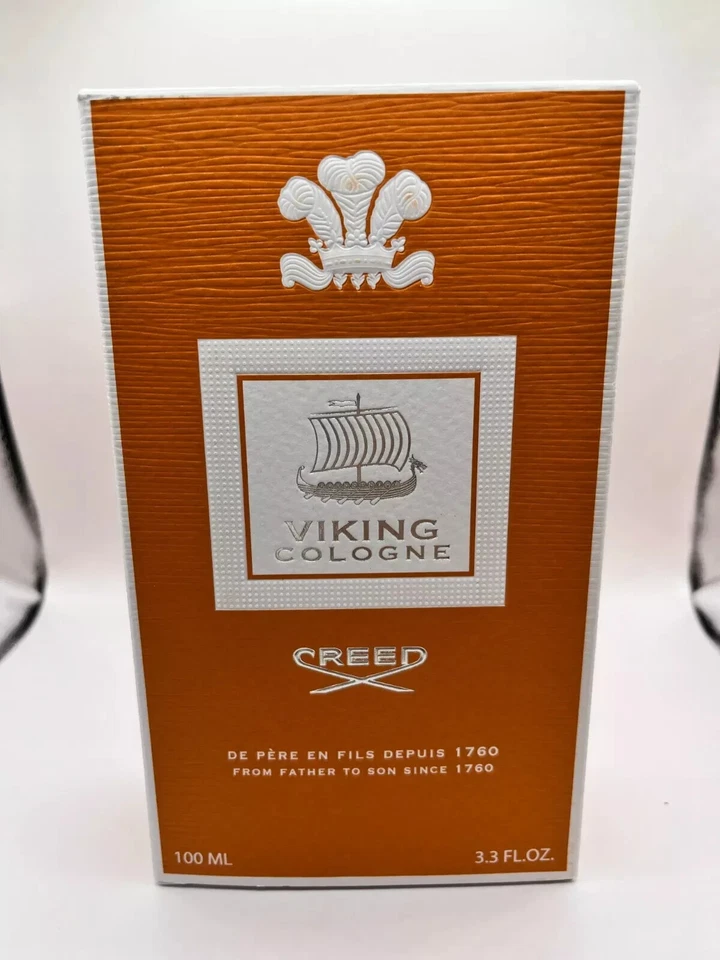 VIKING
COLOGNE
CREED
DE PÈRE EN FILS DEPUIS 1760
FROM FATHER TO SON SINCE 1760
100 ML
3.3 FL.OZ.